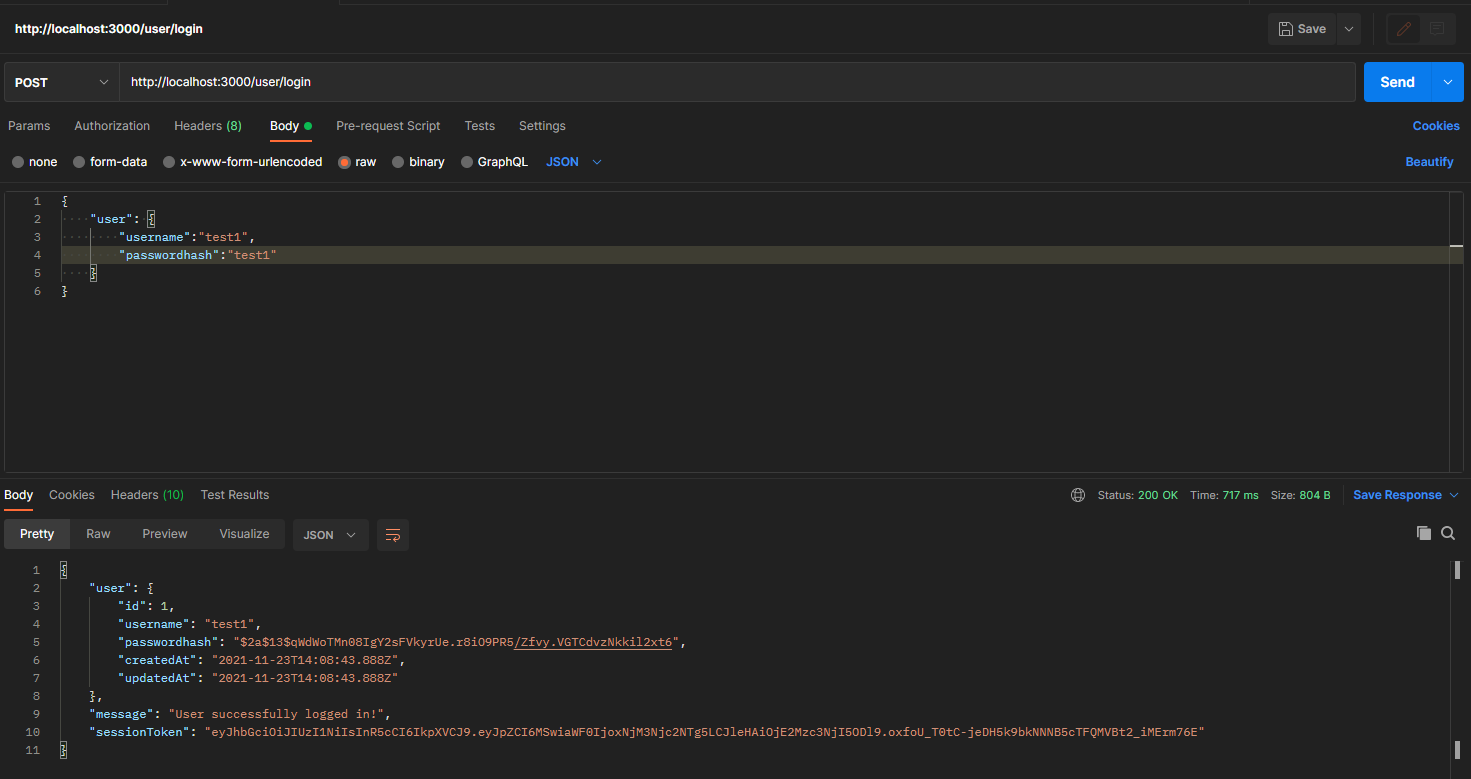 http://localhost:3000/user/login
Save
POST
http://localhost:3000/user/login
Send
Params Authorization Headers (8) Body Pre-request Script Tests Settings Cookies
none form-data x-www-form-urlencoded raw binary GraphQL JSON Beautify
1 {
2 "user": {
3 "username":"test1",
4 "passwordhash":"test1"
5 }
6 }
Body Cookies Headers (10) Test Results Status: 200 OK Time: 717 ms Size: 804 B Save Response
Pretty Raw Preview Visualize JSON
1 {
2 "user": {
3 "id": 1,
4 "username": "test1",
5 "passwordhash": "$2a$13$qWdWoTMn08IgY2sFVkyrUe.r8iO9PR5/Zfvy.VGTCdvzNkkil2xt6",
6 "createdAt": "2021-11-23T14:08:43.888Z",
7 "updatedAt": "2021-11-23T14:08:43.888Z"
8 },
9 "message": "User successfully logged in!",
10 "sessionToken": "eyJhbGciOiJIUzI1NiIsInR5cCI6IkpXVCJ9.eyJpZCI6MSwiaWF0IjoxNjM3Njc2NTg5LCJleHAiOjE2Mzc3NjI5ODl9.oxfoU_T0tC-jeDH5k9bkNNNB5cTFQMVBt2_iMErm76E"
11 }